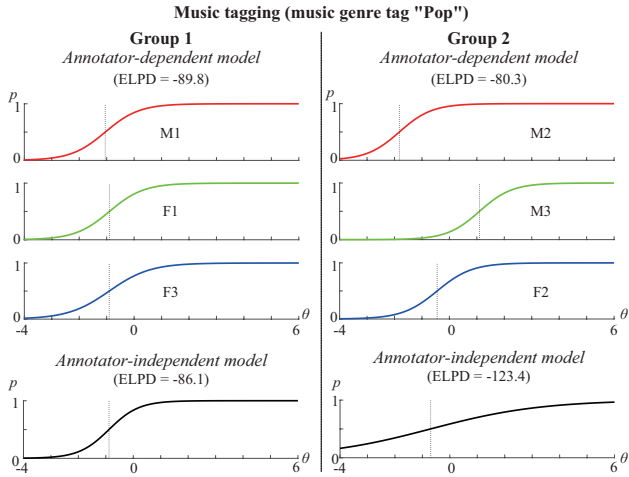 Music tagging (music genre tag "Pop")
Group 1
Annotator-dependent model
(ELPD = -89.8)
p
1
0
M1
1
0
F1
1
0
F3
-4 0 6 θ
Annotator-independent model
(ELPD = -86.1)
p
1
0
-4 0 6 θ
Group 2
Annotator-dependent model
(ELPD = -80.3)
p
1
0
M2
1
0
M3
1
0
F2
-4 0 6 θ
Annotator-independent model
(ELPD = -123.4)
p
1
0
-4 0 6 θ